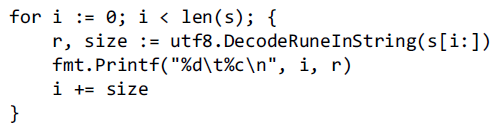 for i := 0; i < len(s); {
    r, size := utf8.DecodeRuneInString(s[i:])
    fmt.Printf("%d\t%c\n", i, r)
    i += size
}